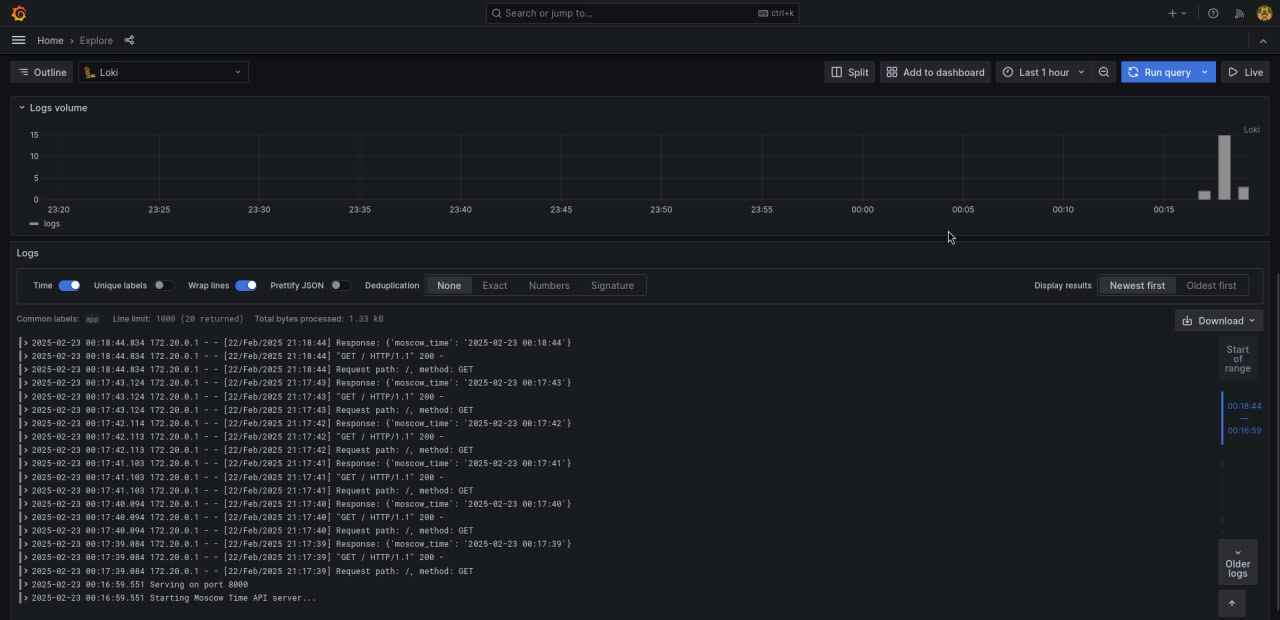 Search or jump to... ctrl+k
Home › Explore
Outline Loki Split Add to dashboard Last 1 hour Run query Live
Logs volume
Loki
15
10
5
0
23:20 23:25 23:30 23:35 23:40 23:45 23:50 23:55 00:00 00:05 00:10 00:15
logs
Logs
Time Unique labels Wrap lines Prettify JSON Deduplication None Exact Numbers Signature Display results Newest first Oldest first
Common labels: app Line limit: 1000 (20 returned) Total bytes processed: 1.33 kB
Download
2025-02-23 00:18:44.834 172.20.0.1 - - [22/Feb/2025 21:18:44] Response: {'moscow_time': '2025-02-23 00:18:44'}
2025-02-23 00:18:44.834 172.20.0.1 - - [22/Feb/2025 21:18:44] "GET / HTTP/1.1" 200 -
2025-02-23 00:18:44.834 172.20.0.1 - - [22/Feb/2025 21:18:44] Request path: /, method: GET
2025-02-23 00:17:43.124 172.20.0.1 - - [22/Feb/2025 21:17:43] Response: {'moscow_time': '2025-02-23 00:17:43'}
2025-02-23 00:17:43.124 172.20.0.1 - - [22/Feb/2025 21:17:43] "GET / HTTP/1.1" 200 -
2025-02-23 00:17:43.124 172.20.0.1 - - [22/Feb/2025 21:17:43] Request path: /, method: GET
2025-02-23 00:17:42.114 172.20.0.1 - - [22/Feb/2025 21:17:42] Response: {'moscow_time': '2025-02-23 00:17:42'}
2025-02-23 00:17:42.113 172.20.0.1 - - [22/Feb/2025 21:17:42] "GET / HTTP/1.1" 200 -
2025-02-23 00:17:42.113 172.20.0.1 - - [22/Feb/2025 21:17:42] Request path: /, method: GET
2025-02-23 00:17:41.103 172.20.0.1 - - [22/Feb/2025 21:17:41] Response: {'moscow_time': '2025-02-23 00:17:41'}
2025-02-23 00:17:41.103 172.20.0.1 - - [22/Feb/2025 21:17:41] "GET / HTTP/1.1" 200 -
2025-02-23 00:17:41.103 172.20.0.1 - - [22/Feb/2025 21:17:41] Request path: /, method: GET
2025-02-23 00:17:40.094 172.20.0.1 - - [22/Feb/2025 21:17:40] Response: {'moscow_time': '2025-02-23 00:17:40'}
2025-02-23 00:17:40.094 172.20.0.1 - - [22/Feb/2025 21:17:40] "GET / HTTP/1.1" 200 -
2025-02-23 00:17:40.094 172.20.0.1 - - [22/Feb/2025 21:17:40] Request path: /, method: GET
2025-02-23 00:17:39.084 172.20.0.1 - - [22/Feb/2025 21:17:39] Response: {'moscow_time': '2025-02-23 00:17:39'}
2025-02-23 00:17:39.084 172.20.0.1 - - [22/Feb/2025 21:17:39] "GET / HTTP/1.1" 200 -
2025-02-23 00:17:39.084 172.20.0.1 - - [22/Feb/2025 21:17:39] Request path: /, method: GET
2025-02-23 00:16:59.551 Serving on port 8000
2025-02-23 00:16:59.551 Starting Moscow Time API server...
Start
of
range
00:18:44
—
00:16:59
Older
logs